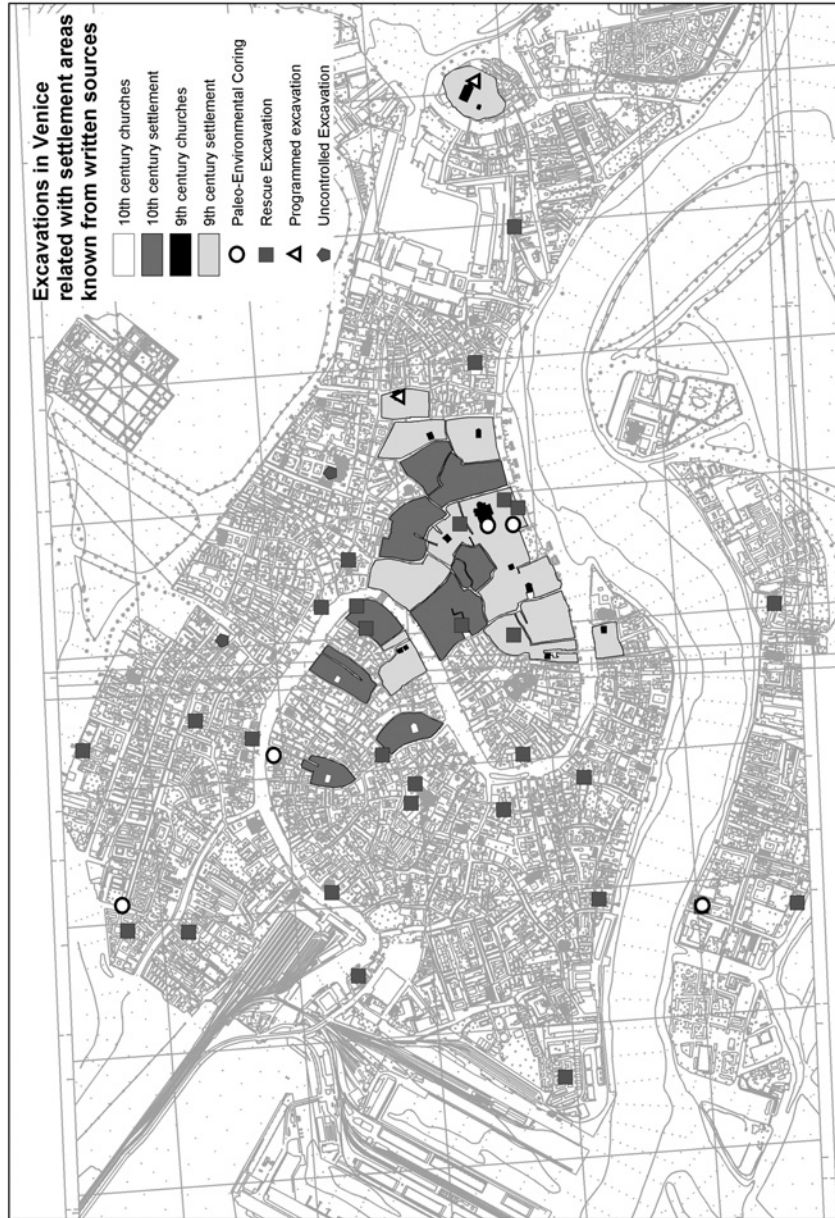 Excavations in Venice
related with settlement areas
known from written sources
10th century churches
10th century settlement
9th century churches
9th century settlement
Paleo-Environmental Coring
Rescue Excavation
Programmed excavation
Uncontrolled Excavation